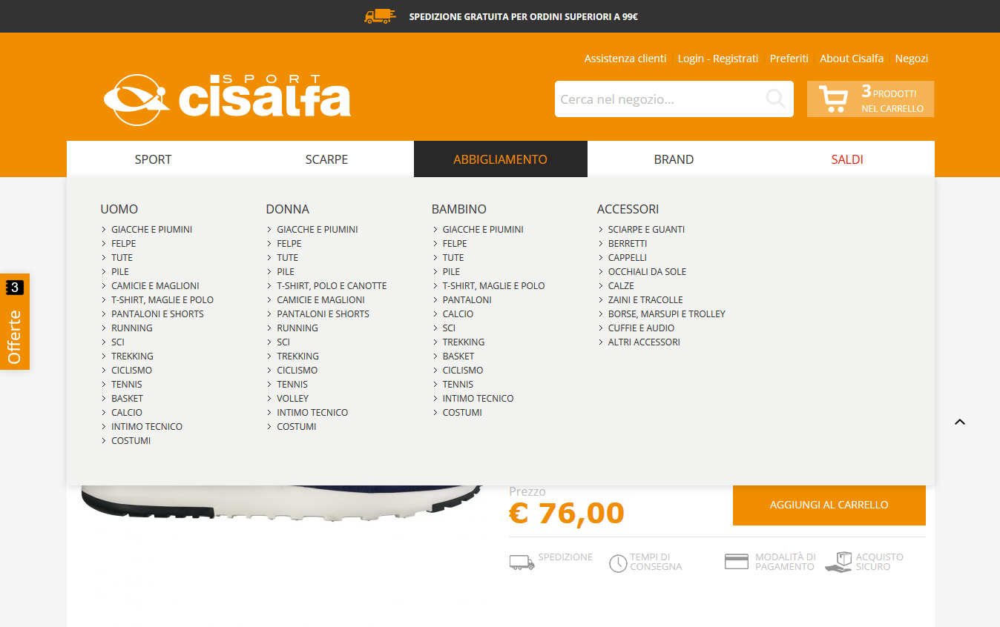 SPEDIZIONE GRATUITA PER ORDINI SUPERIORI A 99€
Assistenza clienti
Login - Registrati
Preferiti
About Cisalfa
Negozi
SPORT
cisalfa
Cerca nel negozio...
3 PRODOTTI
NEL CARRELLO
SPORT
SCARPE
ABBIGLIAMENTO
BRAND
SALDI
UOMO
GIACCHE E PIUMINI
FELPE
TUTE
PILE
CAMICIE E MAGLIONI
T-SHIRT, MAGLIE E POLO
PANTALONI E SHORTS
RUNNING
SCI
TREKKING
CICLISMO
TENNIS
BASKET
CALCIO
INTIMO TECNICO
COSTUMI
DONNA
GIACCHE E PIUMINI
FELPE
TUTE
PILE
T-SHIRT, POLO E CANOTTE
CAMICIE E MAGLIONI
PANTALONI E SHORTS
RUNNING
SCI
TREKKING
CICLISMO
TENNIS
VOLLEY
INTIMO TECNICO
COSTUMI
BAMBINO
GIACCHE E PIUMINI
FELPE
TUTE
PILE
T-SHIRT, MAGLIE E POLO
PANTALONI
CALCIO
SCI
TREKKING
BASKET
CICLISMO
TENNIS
INTIMO TECNICO
COSTUMI
ACCESSORI
SCIARPE E GUANTI
BERRETTI
CAPPELLI
OCCHIALI DA SOLE
CALZE
ZAINI E TRACOLLE
BORSE, MARSUPI E TROLLEY
CUFFIE E AUDIO
ALTRI ACCESSORI
3
Offerte
Prezzo
€ 76,00
AGGIUNGI AL CARRELLO
SPEDIZIONE
TEMPI DI
CONSEGNA
MODALITÀ DI
PAGAMENTO
ACQUISTO
SICURO